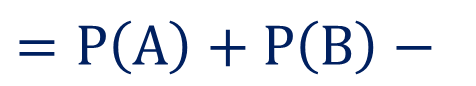 = P(A) + P(B) −